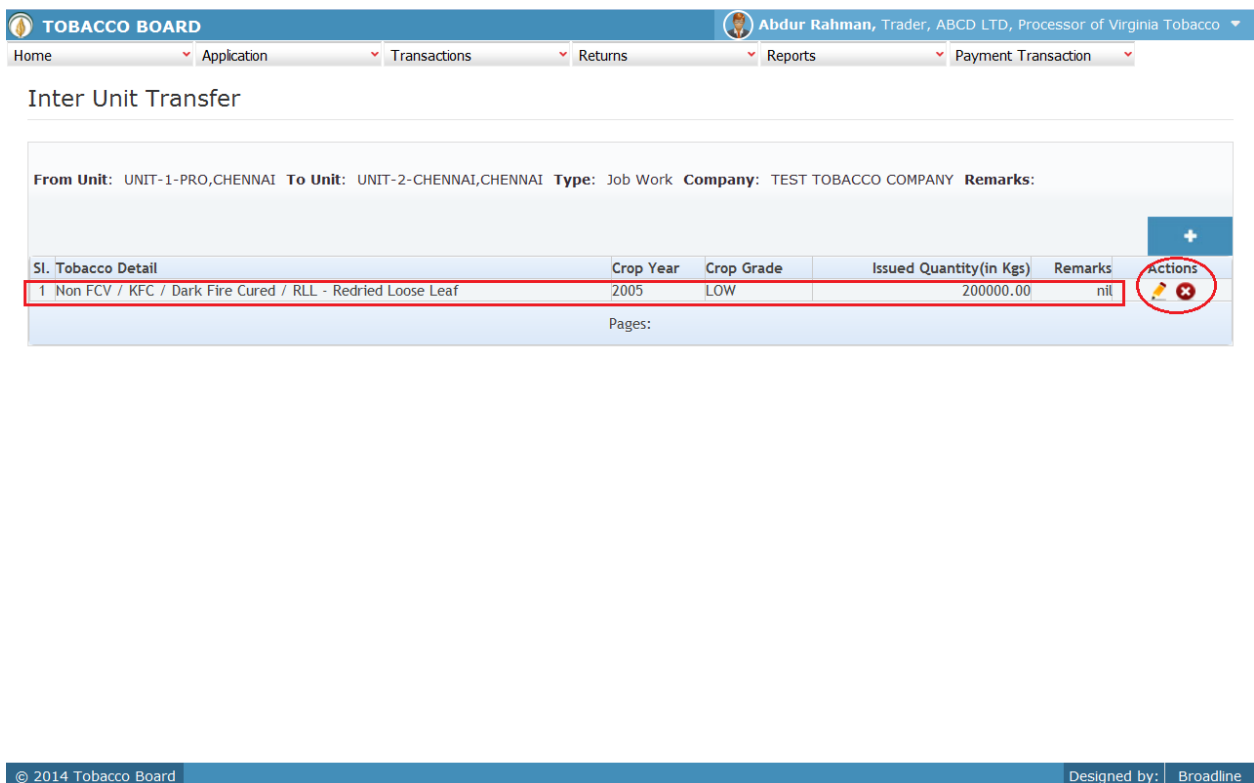 TOBACCO BOARD Abdur Rahman, Trader, ABCD LTD, Processor of Virginia Tobacco
Home Application Transactions Returns Reports Payment Transaction
Inter Unit Transfer
From Unit: UNIT-1-PRO,CHENNAI To Unit: UNIT-2-CHENNAI,CHENNAI Type: Job Work Company: TEST TOBACCO COMPANY Remarks:
Sl. Tobacco Detail Crop Year Crop Grade Issued Quantity(in Kgs) Remarks Actions
1 Non FCV / KFC / Dark Fire Cured / RLL - Redried Loose Leaf 2005 LOW 200000.00 nil
Pages:
© 2014 Tobacco Board Designed by: Broadline